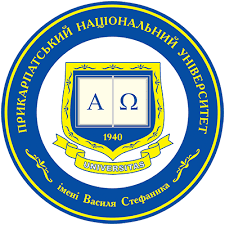 ПРИКАРПАТСЬКИЙ НАЦІОНАЛЬНИЙ УНІВЕРСИТЕТ
Α Ω
1940
UNIVERSITAS
імені Василя Стефаника